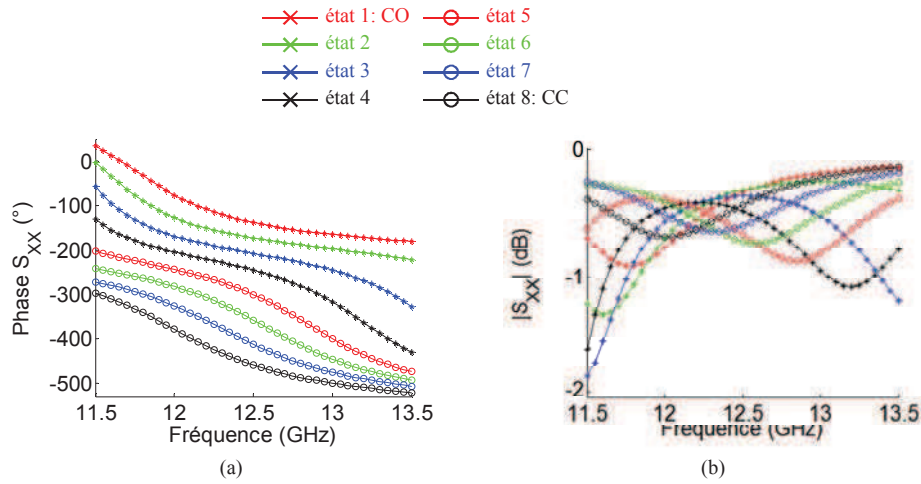 état 1: CO
état 5
état 2
état 6
état 3
état 7
état 4
état 8: CC
Phase S_XX (°)
0
-100
-200
-300
-400
-500
11.5 12 12.5 13 13.5
Fréquence (GHz)
(a)
|S_XX| (dB)
0
-1
-2
11.5 12 12.5 13 13.5
Fréquence (GHz)
(b)